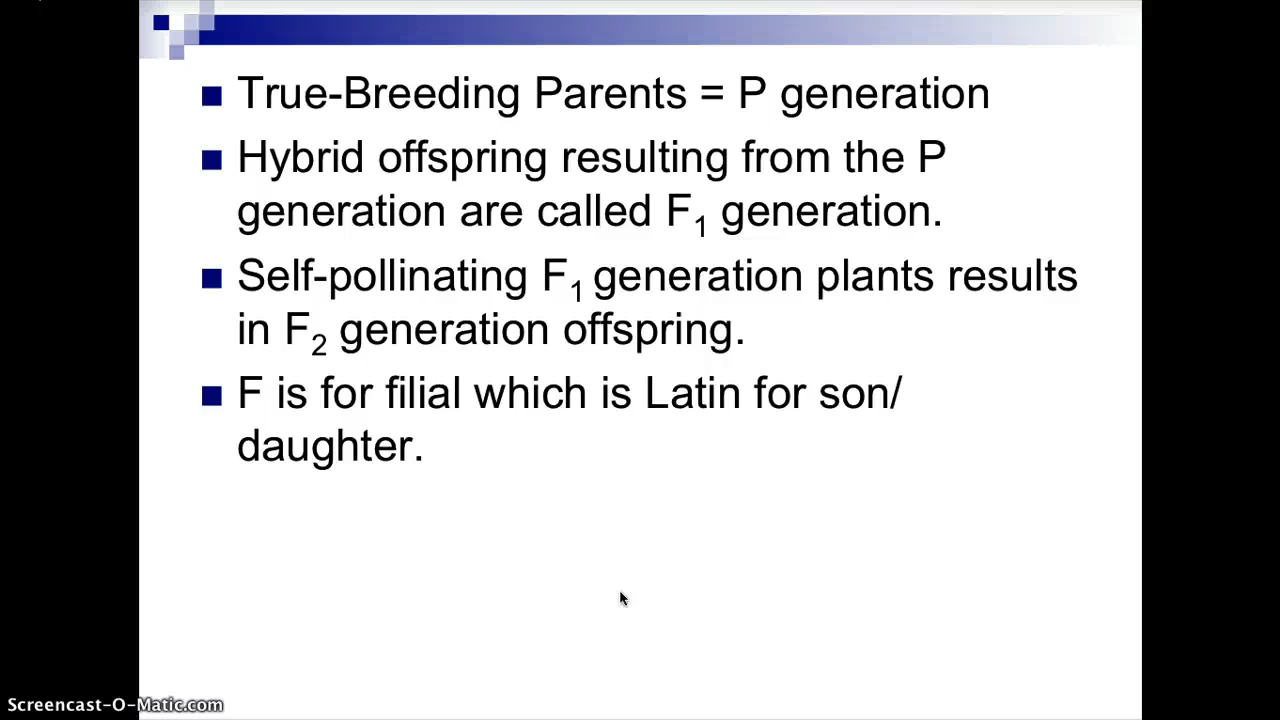 True-Breeding Parents = P generation
Hybrid offspring resulting from the P
generation are called F₁ generation.
Self-pollinating F₁ generation plants results
in F₂ generation offspring.
F is for filial which is Latin for son/
daughter.
Screencast-O-Matic.com